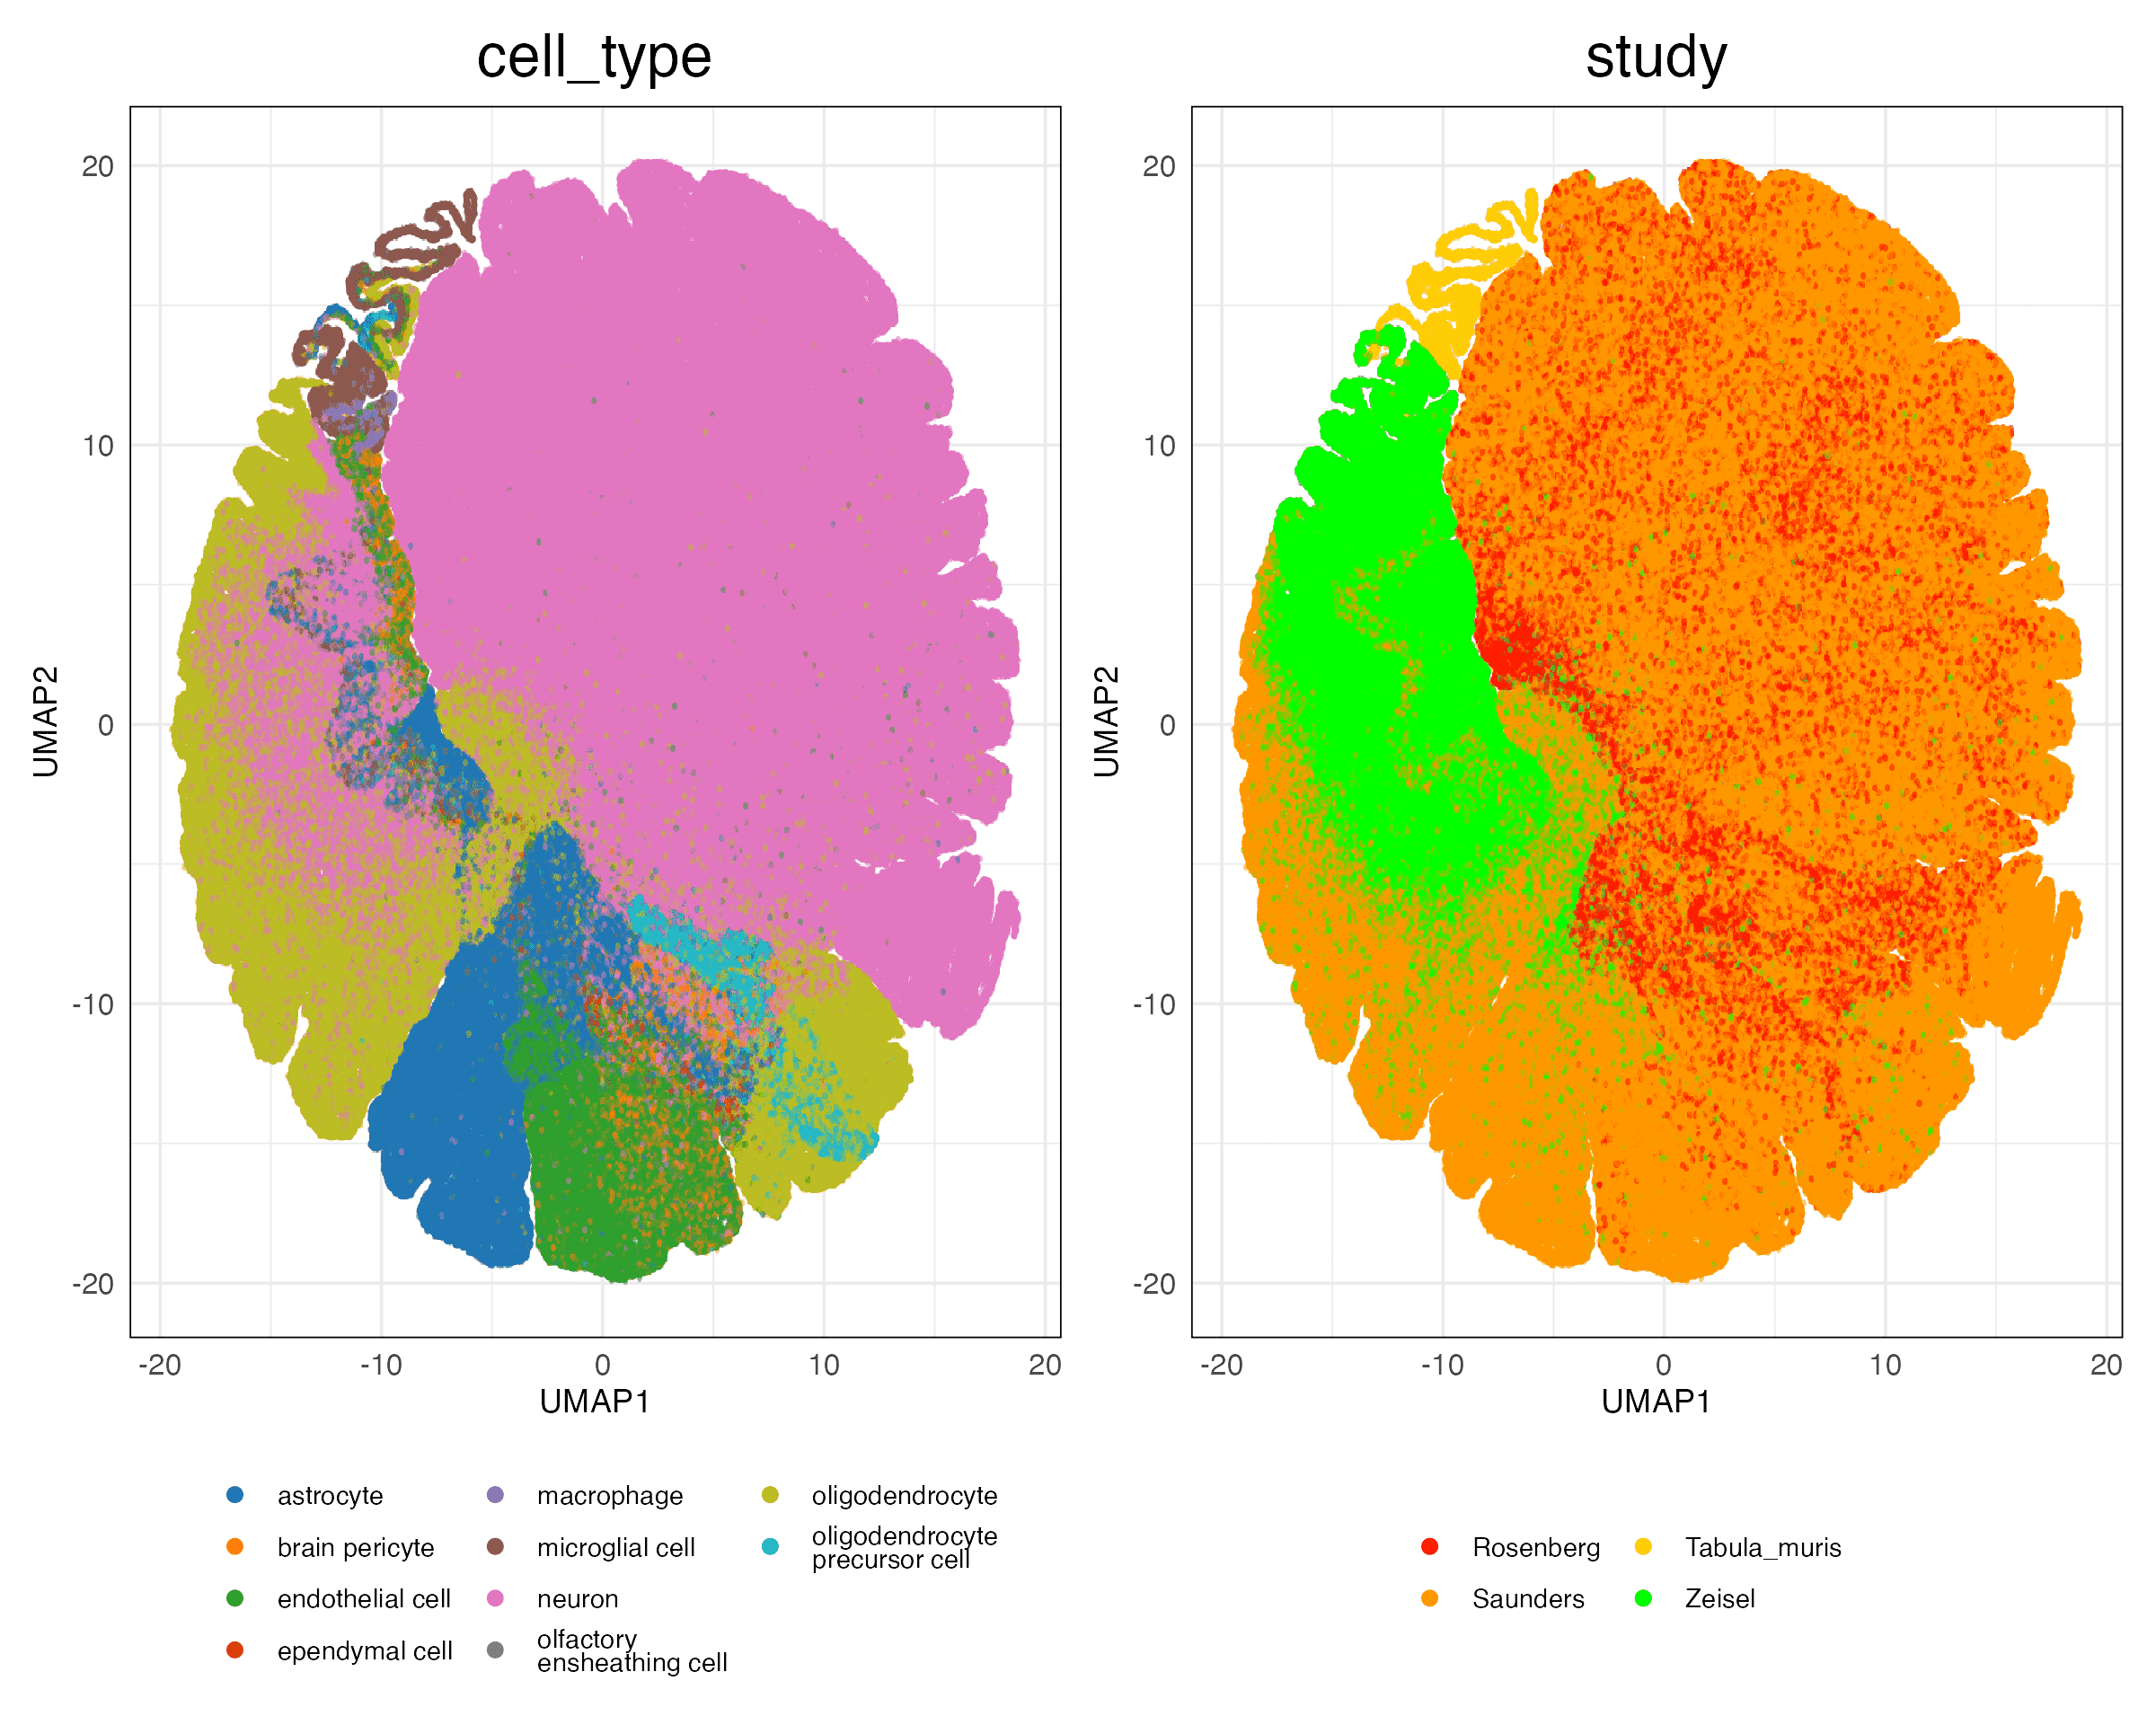 cell_type
study
UMAP2
20
10
0
-10
-20
-20
-10
0
10
20
UMAP1
UMAP2
20
10
0
-10
-20
-20
-10
0
10
20
UMAP1
astrocyte
brain pericyte
endothelial cell
ependymal cell
macrophage
microglial cell
neuron
olfactory
ensheathing cell
oligodendrocyte
oligodendrocyte
precursor cell
Rosenberg
Saunders
Tabula_muris
Zeisel